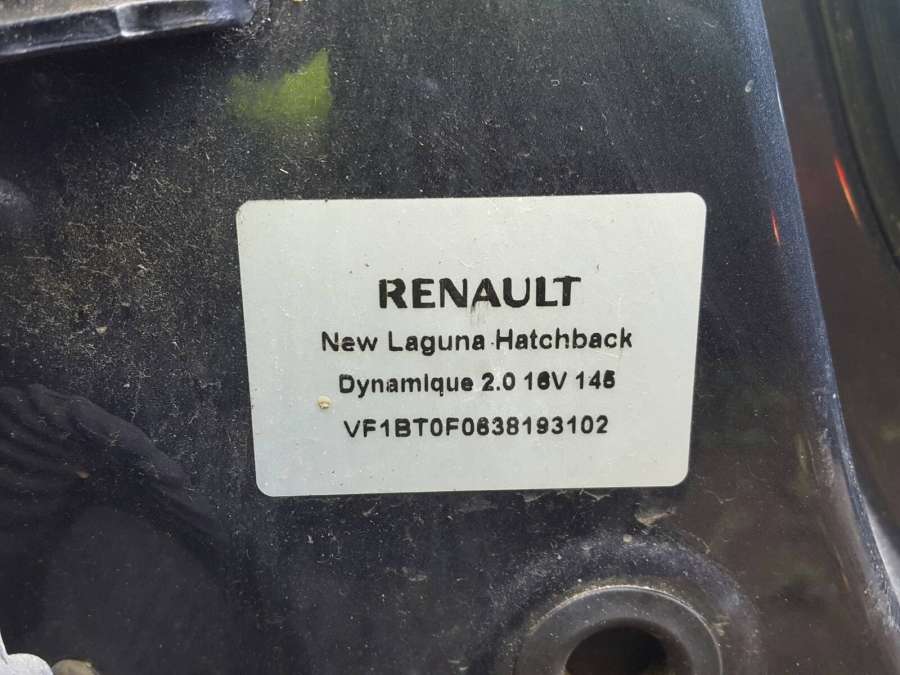 RENAULT
New Laguna Hatchback
Dynamique 2.0 16V 145
VF1BT0F0638193102